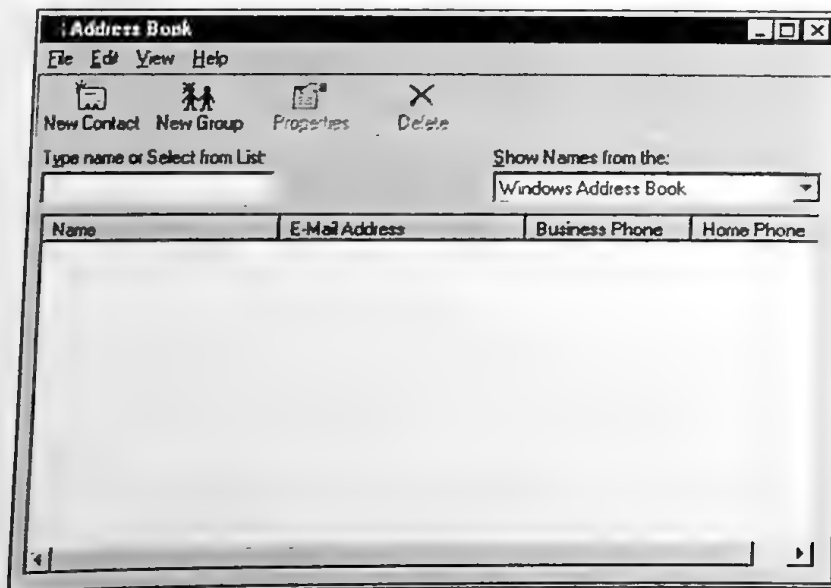 Address Book
File Edit View Help
New Contact New Group Properties Delete
Type name or Select from List:
Show Names from the:
Windows Address Book
Name E-Mail Address Business Phone Home Phone